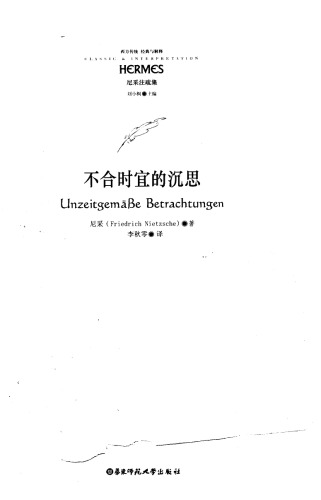 西方传统 经典与解释
CLASSIC & INTERPRETATION
HERMES
尼采注疏集
刘小枫●主编
不合时宜的沉思
Unzeitgemäße Betrachtungen
尼采（Friedrich Nietzsche）●著
李秋零●译
华东师范大学出版社